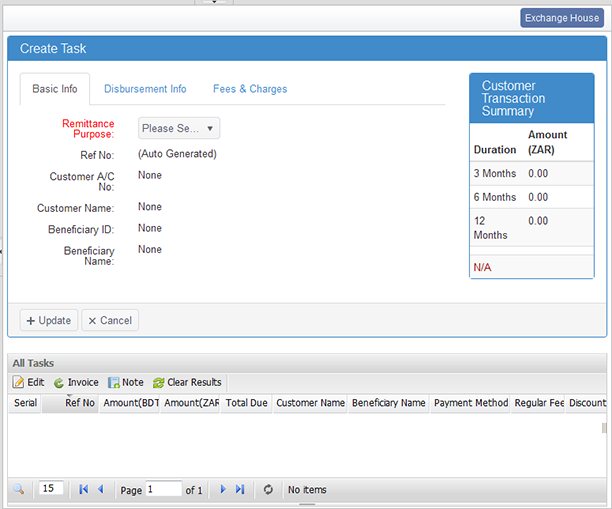 Exchange House
Create Task
Basic Info
Disbursement Info
Fees & Charges
Remittance
Purpose:
Please Se...
Ref No:
(Auto Generated)
Customer A/C
No:
None
Customer Name:
None
Beneficiary ID:
None
Beneficiary
Name:
None
Customer
Transaction
Summary
Amount
Duration (ZAR)
3 Months 0.00
6 Months 0.00
12 0.00
Months
N/A
+ Update
× Cancel
All Tasks
Edit Invoice Note Clear Results
Serial Ref No Amount(BDT Amount(ZAR Total Due Customer Name Beneficiary Name Payment Method Regular Fee Discount
15 Page 1 of 1 No items